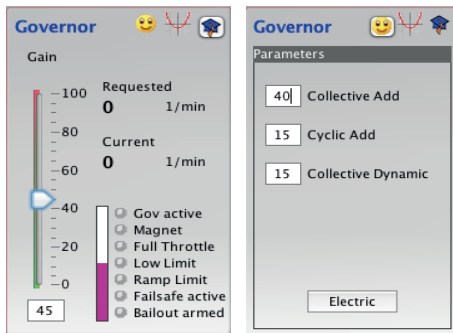 Governor
Gain
100
80
60
40
20
0
45
Requested
0 1/min
Current
0 1/min
Gov active
Magnet
Full Throttle
Low Limit
Ramp Limit
Failsafe active
Bailout armed
Governor
Parameters
40 Collective Add
15 Cyclic Add
15 Collective Dynamic
Electric